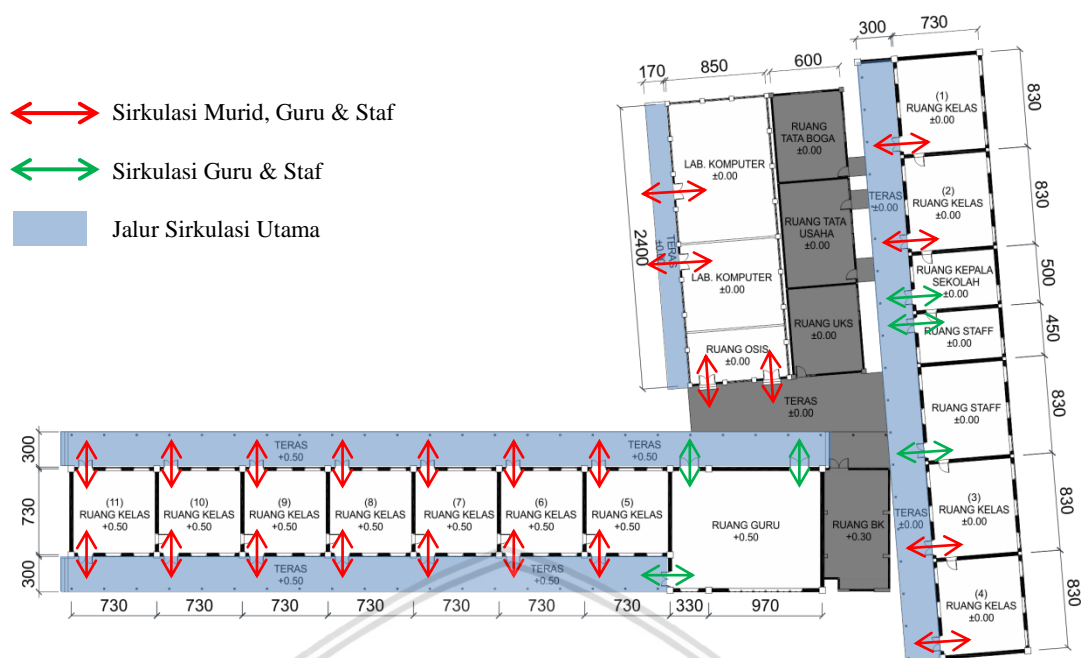 Sirkulasi Murid, Guru & Staf
Sirkulasi Guru & Staf
Jalur Sirkulasi Utama
170
850
600
300
730
2400
LAB. KOMPUTER
±0.00
LAB. KOMPUTER
±0.00
RUANG OSIS
±0.00
TERAS
RUANG
TATA BOGA
±0.00
RUANG TATA
USAHA
±0.00
RUANG UKS
±0.00
TERAS
±0.00
TERAS
±0.00
(1)
RUANG KELAS
±0.00
(2)
RUANG KELAS
±0.00
RUANG KEPALA
SEKOLAH
±0.00
RUANG STAFF
±0.00
RUANG STAFF
±0.00
(3)
RUANG KELAS
±0.00
(4)
RUANG KELAS
±0.00
TERAS
±0.00
830
830
500
450
830
830
830
300
730
300
TERAS
+0.50
TERAS
+0.50
(11)
RUANG KELAS
+0.50
(10)
RUANG KELAS
+0.50
(9)
RUANG KELAS
+0.50
(8)
RUANG KELAS
+0.50
(7)
RUANG KELAS
+0.50
(6)
RUANG KELAS
+0.50
(5)
RUANG KELAS
+0.50
RUANG GURU
+0.50
RUANG BK
+0.30
TERAS
+0.50
TERAS
+0.50
730
730
730
730
730
730
730
330
970